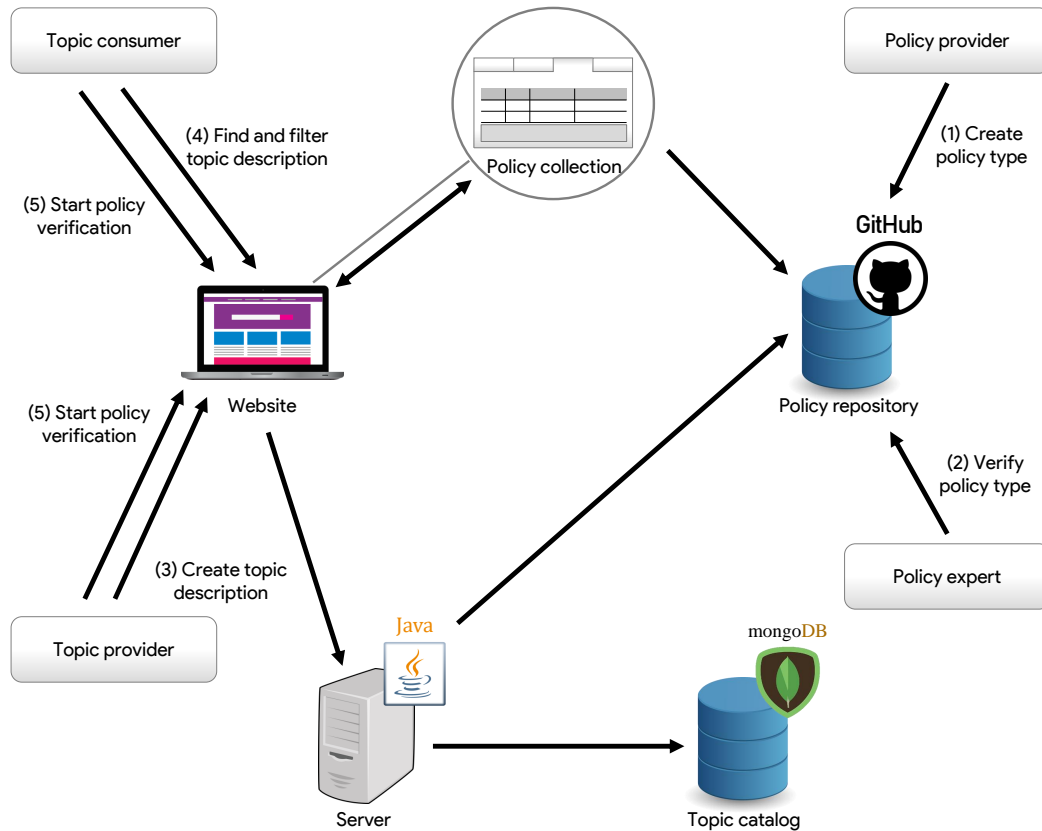 Topic consumer
Policy provider
(4) Find and filter
topic description
Policy collection
(1) Create
policy type
(5) Start policy
verification
GitHub
(5) Start policy
verification
Website
Policy repository
(2) Verify
policy type
(3) Create topic
description
Policy expert
Topic provider
Java
mongoDB
Server
Topic catalog